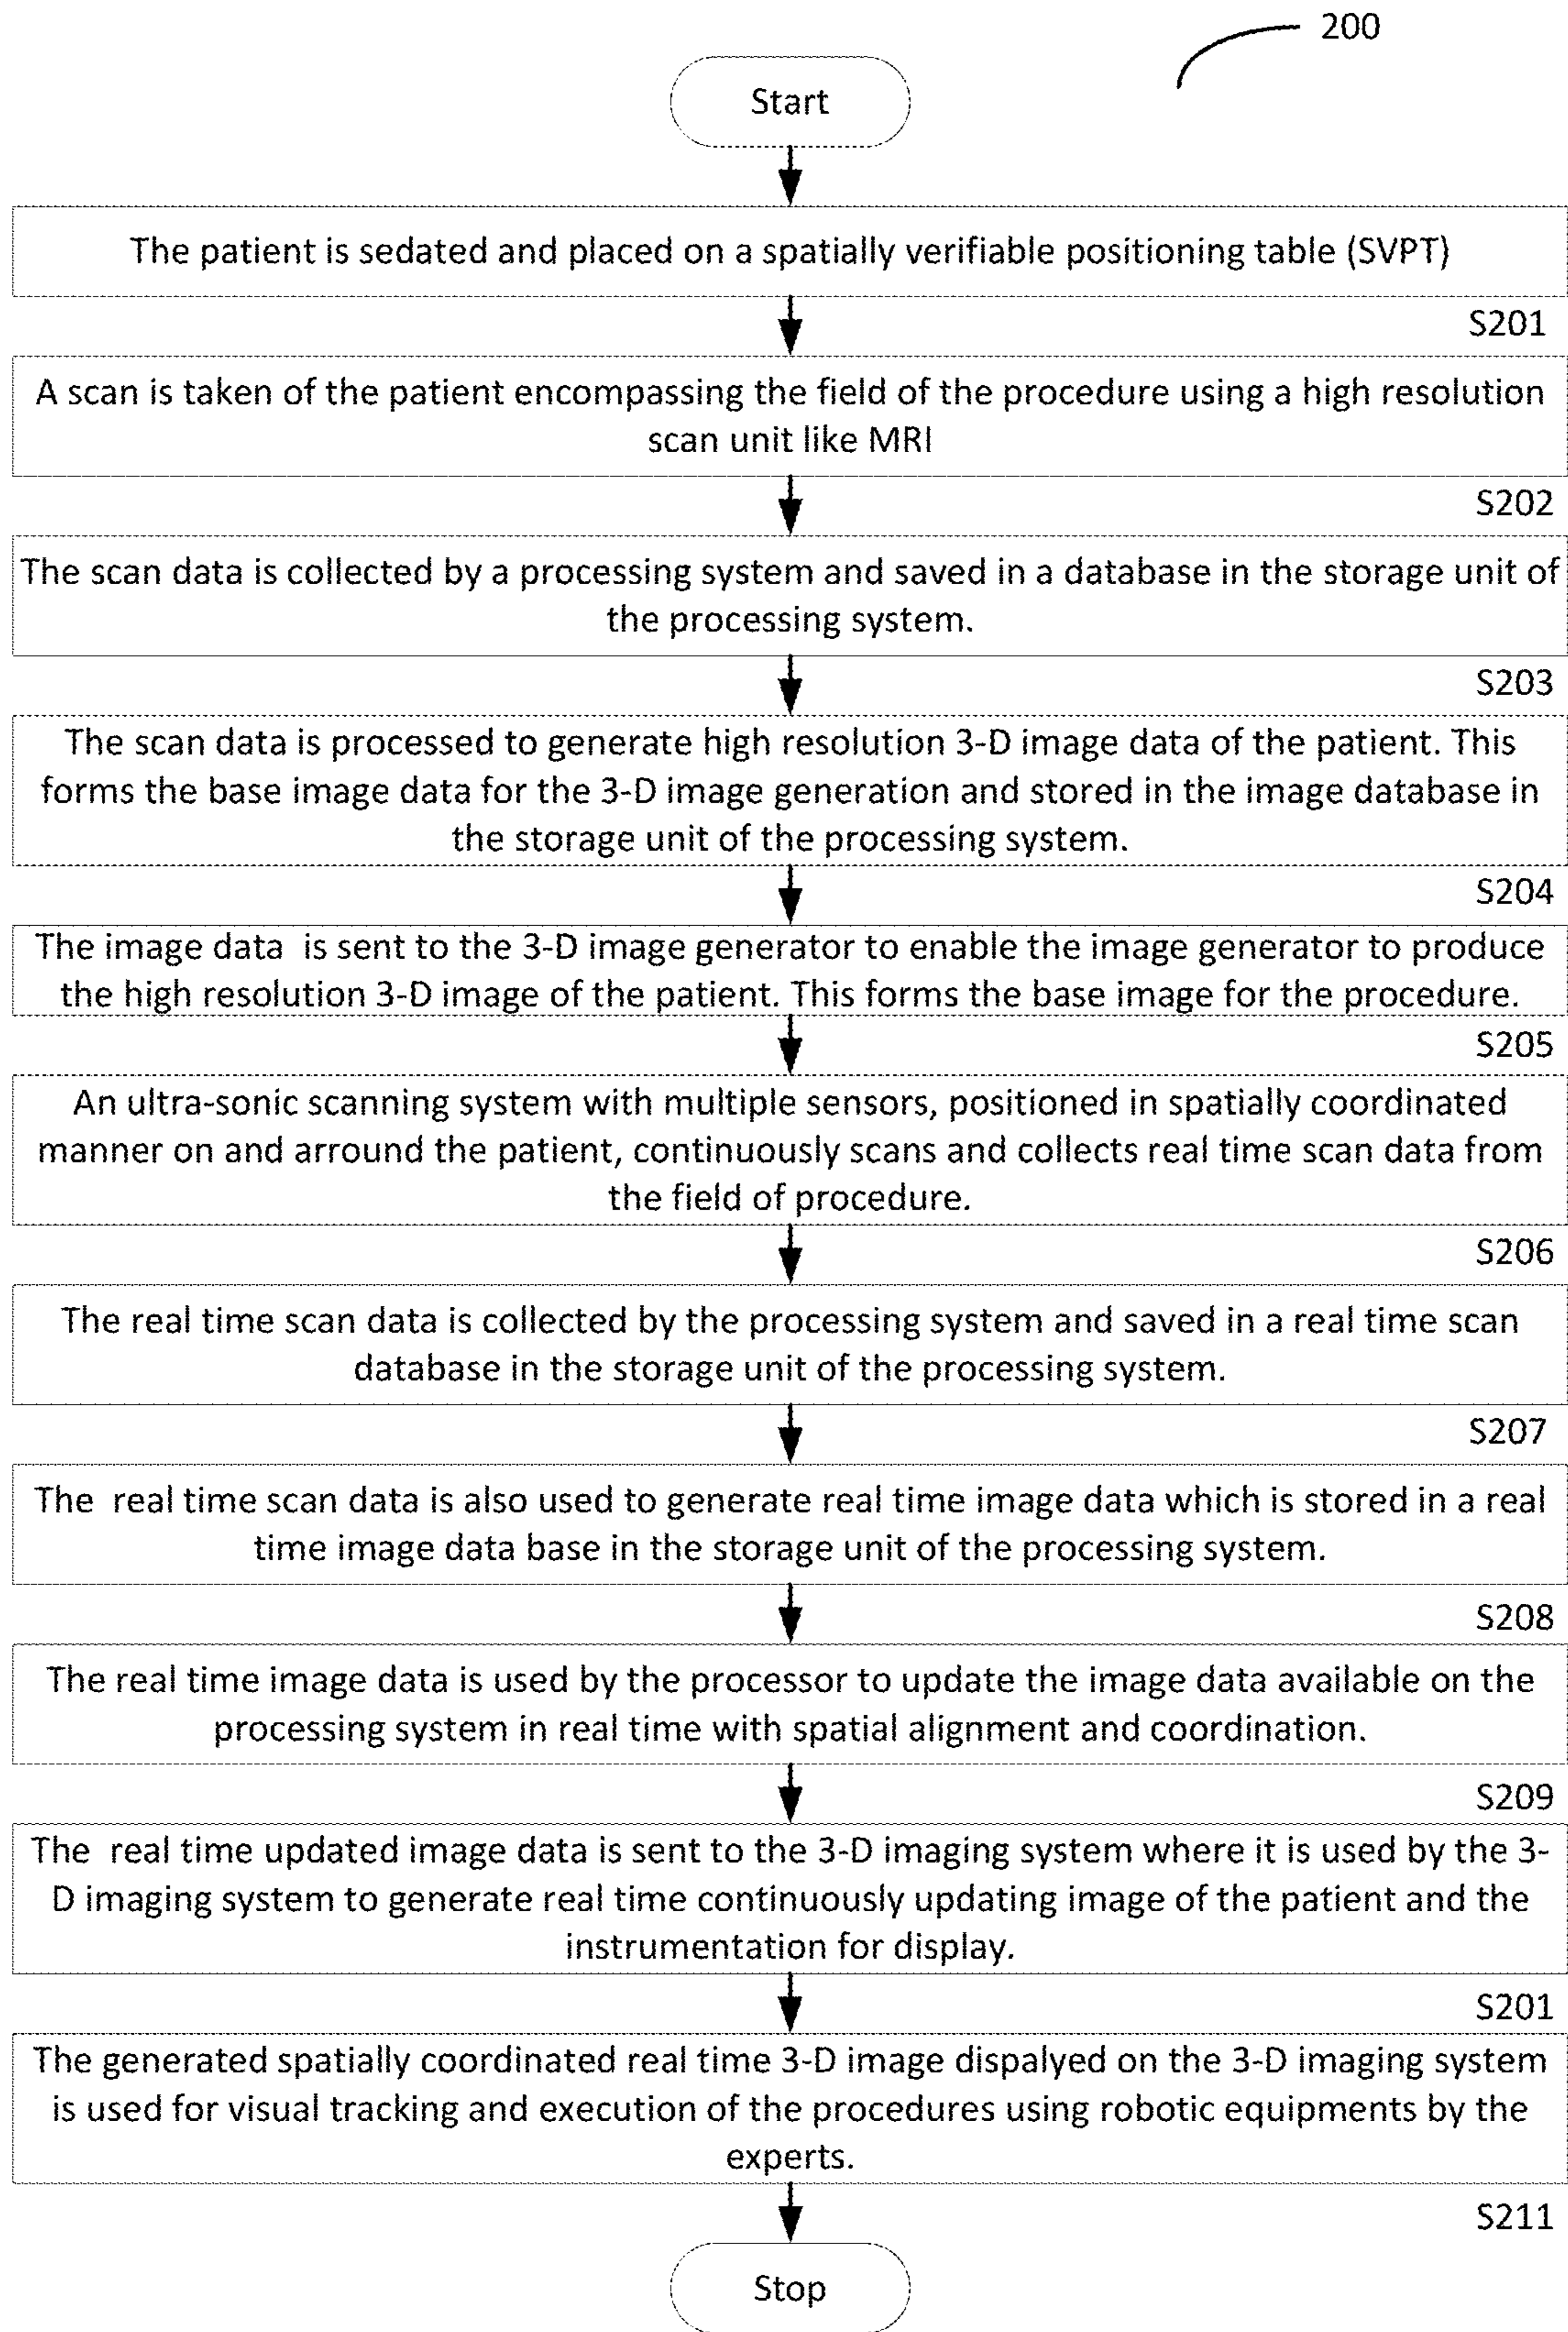 200
Start
The patient is sedated and placed on a spatially verifiable positioning table (SVPT)
S201
A scan is taken of the patient encompassing the field of the procedure using a high resolution
scan unit like MRI
S202
The scan data is collected by a processing system and saved in a database in the storage unit of
the processing system.
S203
The scan data is processed to generate high resolution 3-D image data of the patient. This
forms the base image data for the 3-D image generation and stored in the image database in
the storage unit of the processing system.
S204
The image data is sent to the 3-D image generator to enable the image generator to produce
the high resolution 3-D image of the patient. This forms the base image for the procedure.
S205
An ultra-sonic scanning system with multiple sensors, positioned in spatially coordinated
manner on and arround the patient, continuously scans and collects real time scan data from
the field of procedure.
S206
The real time scan data is collected by the processing system and saved in a real time scan
database in the storage unit of the processing system.
S207
The real time scan data is also used to generate real time image data which is stored in a real
time image data base in the storage unit of the processing system.
S208
The real time image data is used by the processor to update the image data available on the
processing system in real time with spatial alignment and coordination.
S209
The real time updated image data is sent to the 3-D imaging system where it is used by the 3-
D imaging system to generate real time continuously updating image of the patient and the
instrumentation for display.
S201
The generated spatially coordinated real time 3-D image dispalyed on the 3-D imaging system
is used for visual tracking and execution of the procedures using robotic equipments by the
experts.
S211
Stop